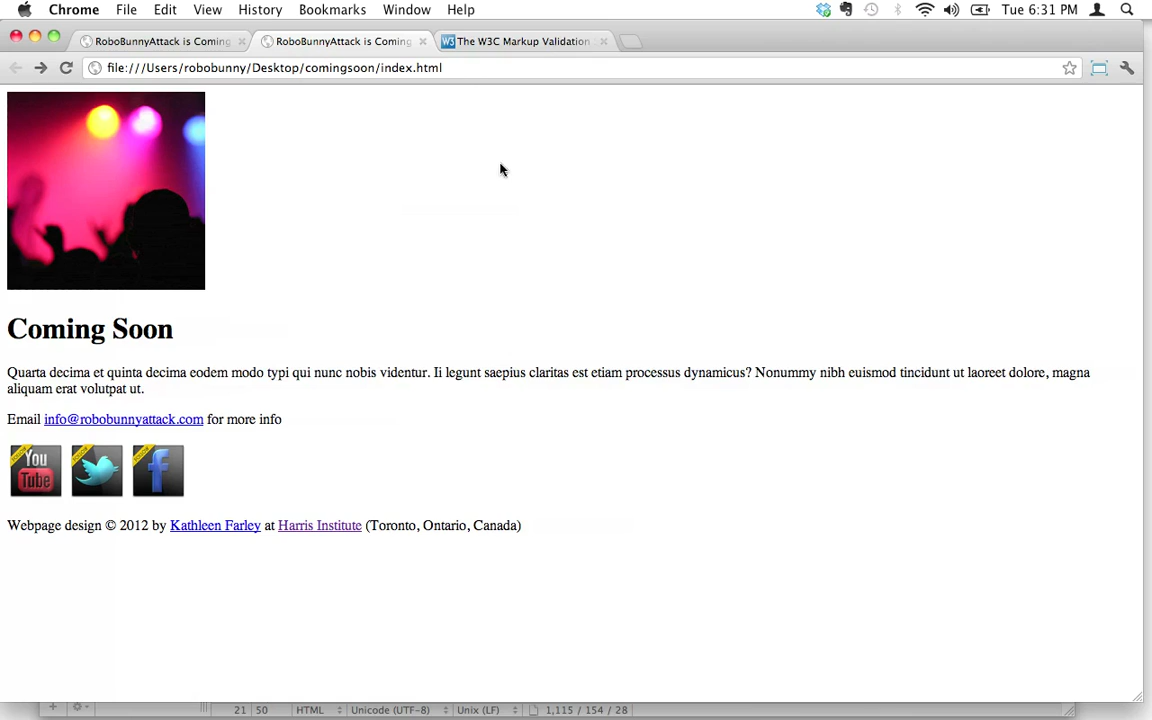 Chrome File Edit View History Bookmarks Window Help Tue 6:31 PM
RoboBunnyAttack is Coming RoboBunnyAttack is Coming W3 The W3C Markup Validation
file:///Users/robobunny/Desktop/comingsoon/index.html
Coming Soon
Quarta decima et quinta decima eodem modo typi qui nunc nobis videntur. Ii legunt saepius claritas est etiam processus dynamicus? Nonummy nibh euismod tincidunt ut laoreet dolore, magna
aliquam erat volutpat ut.
Email info@robobunnyattack.com for more info
FOLLOW You Tube FOLLOW FOLLOW f
Webpage design © 2012 by Kathleen Farley at Harris Institute (Toronto, Ontario, Canada)
21 50 HTML Unicode (UTF-8) Unix (LF) 1,115 / 154 / 28